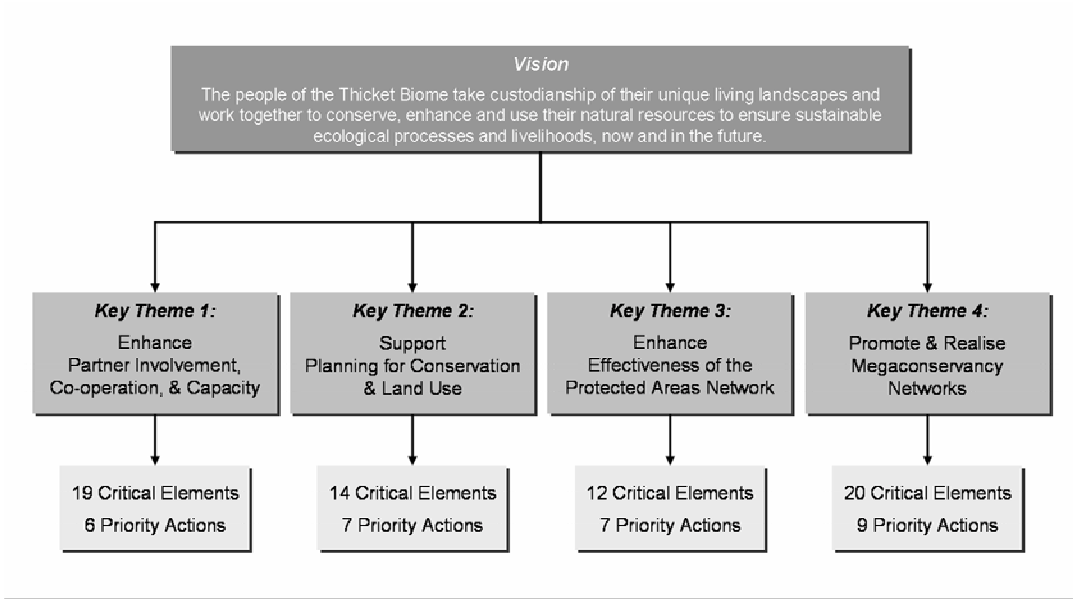 Vision
The people of the Thicket Biome take custodianship of their unique living landscapes and
work together to conserve, enhance and use their natural resources to ensure sustainable
ecological processes and livelihoods, now and in the future.
Key Theme 1:
Enhance
Partner Involvement,
Co-operation, & Capacity
19 Critical Elements
6 Priority Actions
Key Theme 2:
Support
Planning for Conservation
& Land Use
14 Critical Elements
7 Priority Actions
Key Theme 3:
Enhance
Effectiveness of the
Protected Areas Network
12 Critical Elements
7 Priority Actions
Key Theme 4:
Promote & Realise
Megaconservancy
Networks
20 Critical Elements
9 Priority Actions